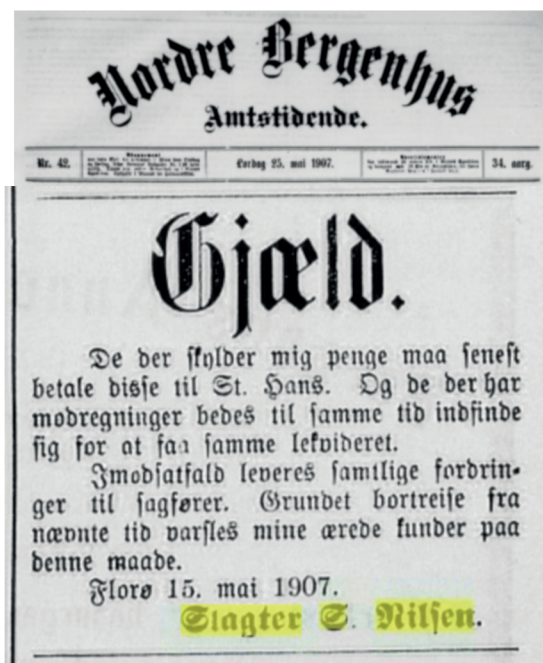 Nordre Bergenhus
Amtstidende.
Nr. 42.
Lørdag 25. mai 1907.
34. aarg.
Gjæld.
De der skylder mig penge maa senest
betale disse til St. Hans. Og de der har
modregninger bedes til samme tid indfinde
sig for at faa samme lekvideret.
Imodsatfald leveres samtlige fordrin-
ger til sagfører. Grundet bortreise fra
nævnte tid varsles mine ærede kunder paa
denne maade.
Florø 15. mai 1907.
Slagter S. Nilsen.